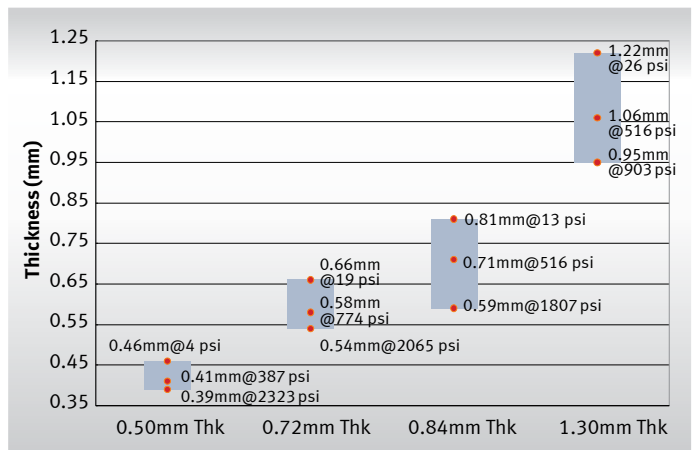 1.25
1.15
1.05
0.95
0.85
0.75
0.65
0.55
0.45
0.35
Thickness (mm)
0.46mm@4 psi
0.41mm@387 psi
0.39mm@2323 psi
0.66mm
@19 psi
0.58mm
@774 psi
0.54mm@2065 psi
0.81mm@13 psi
0.71mm@516 psi
0.59mm@1807 psi
1.22mm
@26 psi
1.06mm
@516 psi
0.95mm
@903 psi
0.50mm Thk
0.72mm Thk
0.84mm Thk
1.30mm Thk